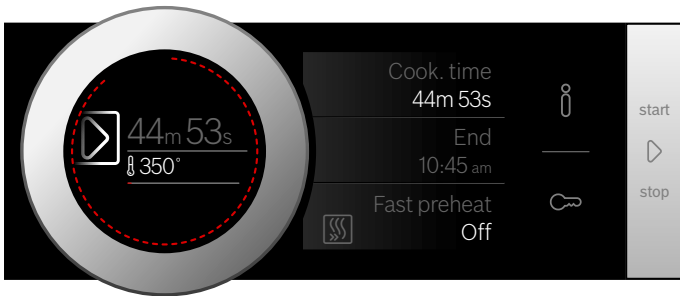 44m 53s
350°
Cook. time
44m 53s
End
10:45 am
Fast preheat
Off
start
stop